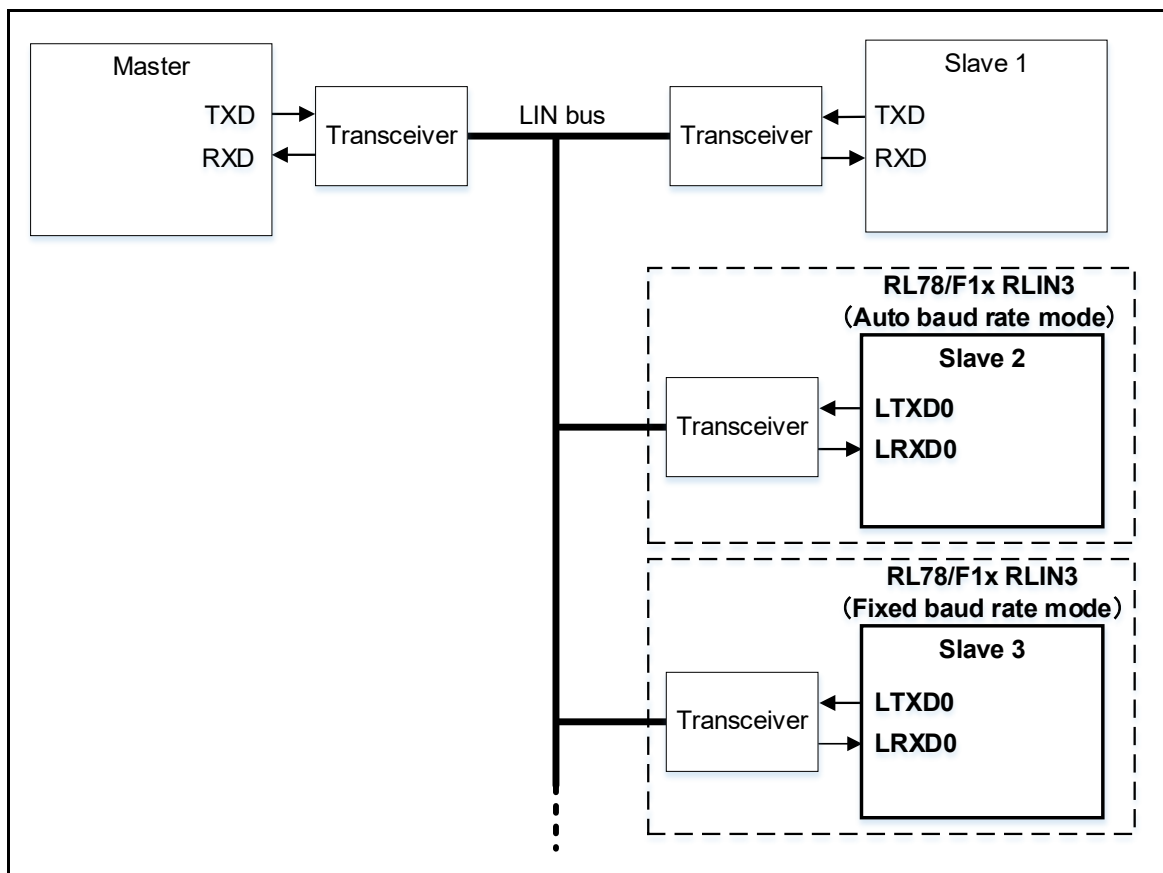 Master
TXD
RXD
Transceiver
LIN bus
Transceiver
Slave 1
TXD
RXD
RL78/F1x RLIN3
（Auto baud rate mode）
Slave 2
Transceiver
LTXD0
LRXD0
RL78/F1x RLIN3
（Fixed baud rate mode）
Slave 3
Transceiver
LTXD0
LRXD0